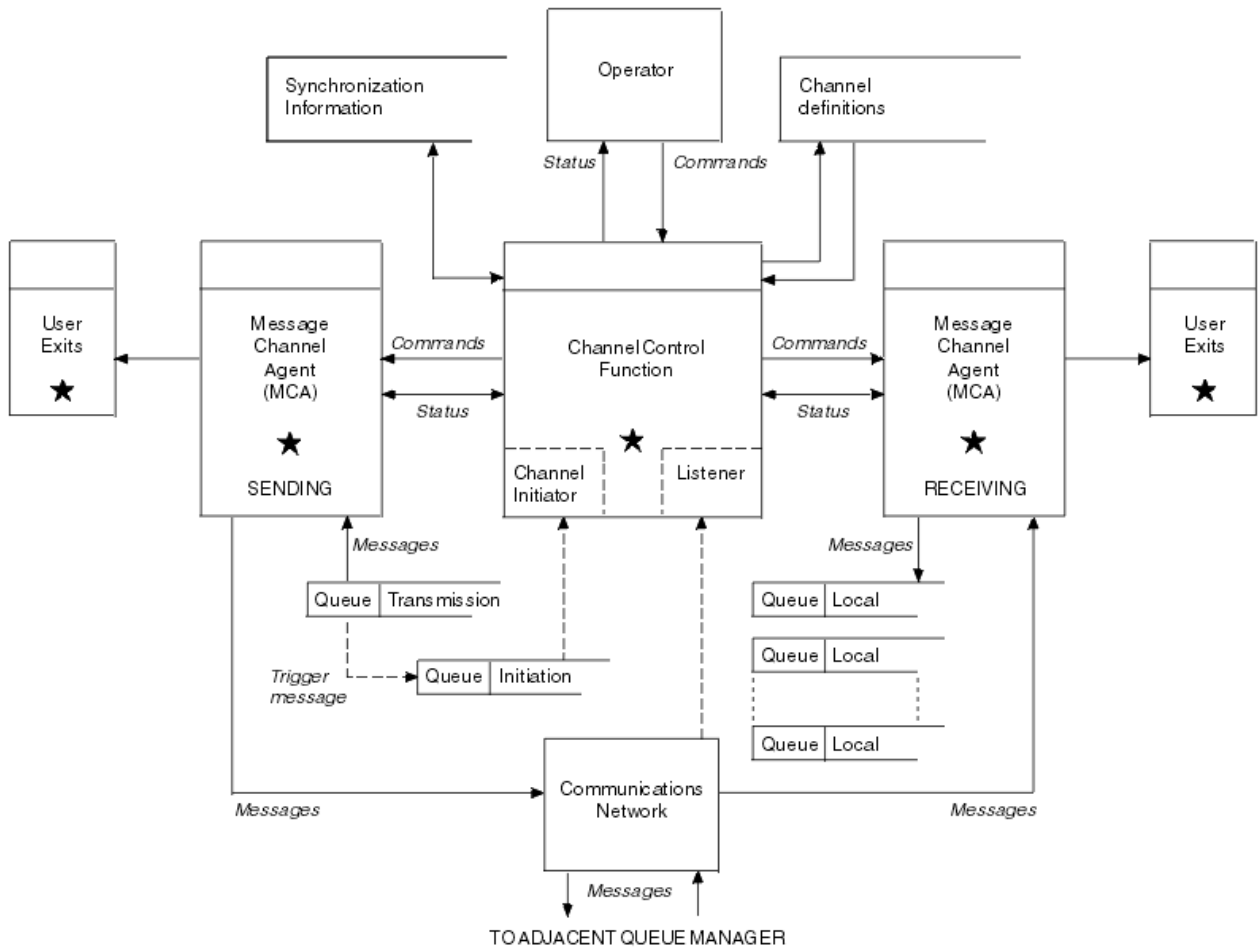 Operator
Synchronization
Information
Channel
definitions
Status
Commands
User
Exits
Message
Channel
Agent
(MCA)
SENDING
Commands
Status
Channel Control
Function
Channel
Initiator
Listener
Commands
Status
Message
Channel
Agent
(MCA)
RECEIVING
User
Exits
Messages
Messages
Queue Transmission
Queue Local
Trigger
message
Queue Initiation
Queue Local
Queue Local
Communications
Network
Messages
Messages
Messages
TO ADJACENT QUEUE MANAGER